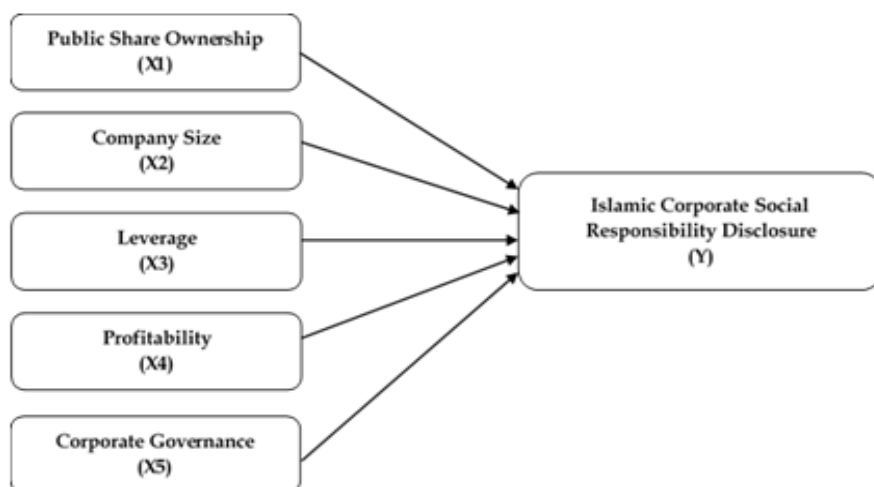 Public Share Ownership
(X1)
Company Size
(X2)
Leverage
(X3)
Profitability
(X4)
Corporate Governance
(X5)
Islamic Corporate Social
Responsibility Disclosure
(Y)